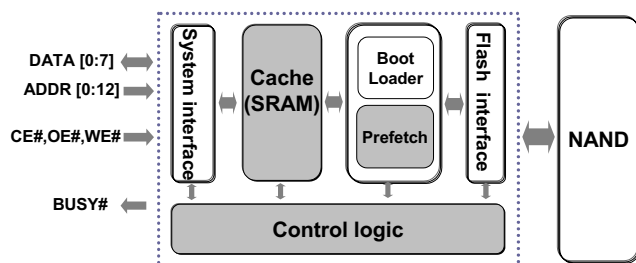 DATA [0:7]
ADDR [0:12]
CE#,OE#,WE#
BUSY#
System interface
Cache
(SRAM)
Boot
Loader
Prefetch
Flash interface
NAND
Control logic